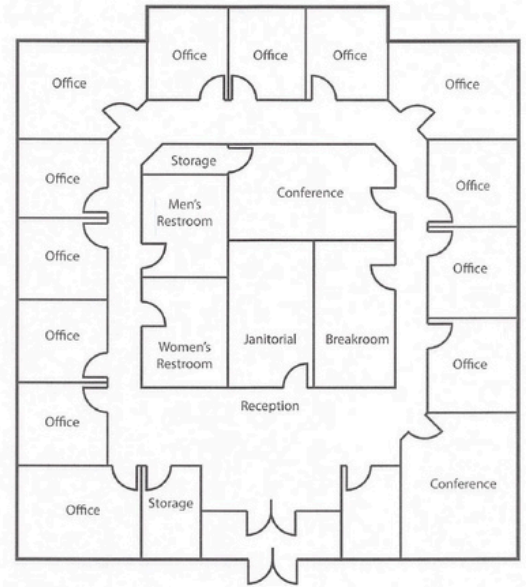 Office
Office
Office
Office
Office
Storage
Conference
Office
Men's
Restroom
Office
Office
Office
Office
Women's
Restroom
Janitorial
Breakroom
Office
Reception
Office
Office
Storage
Conference